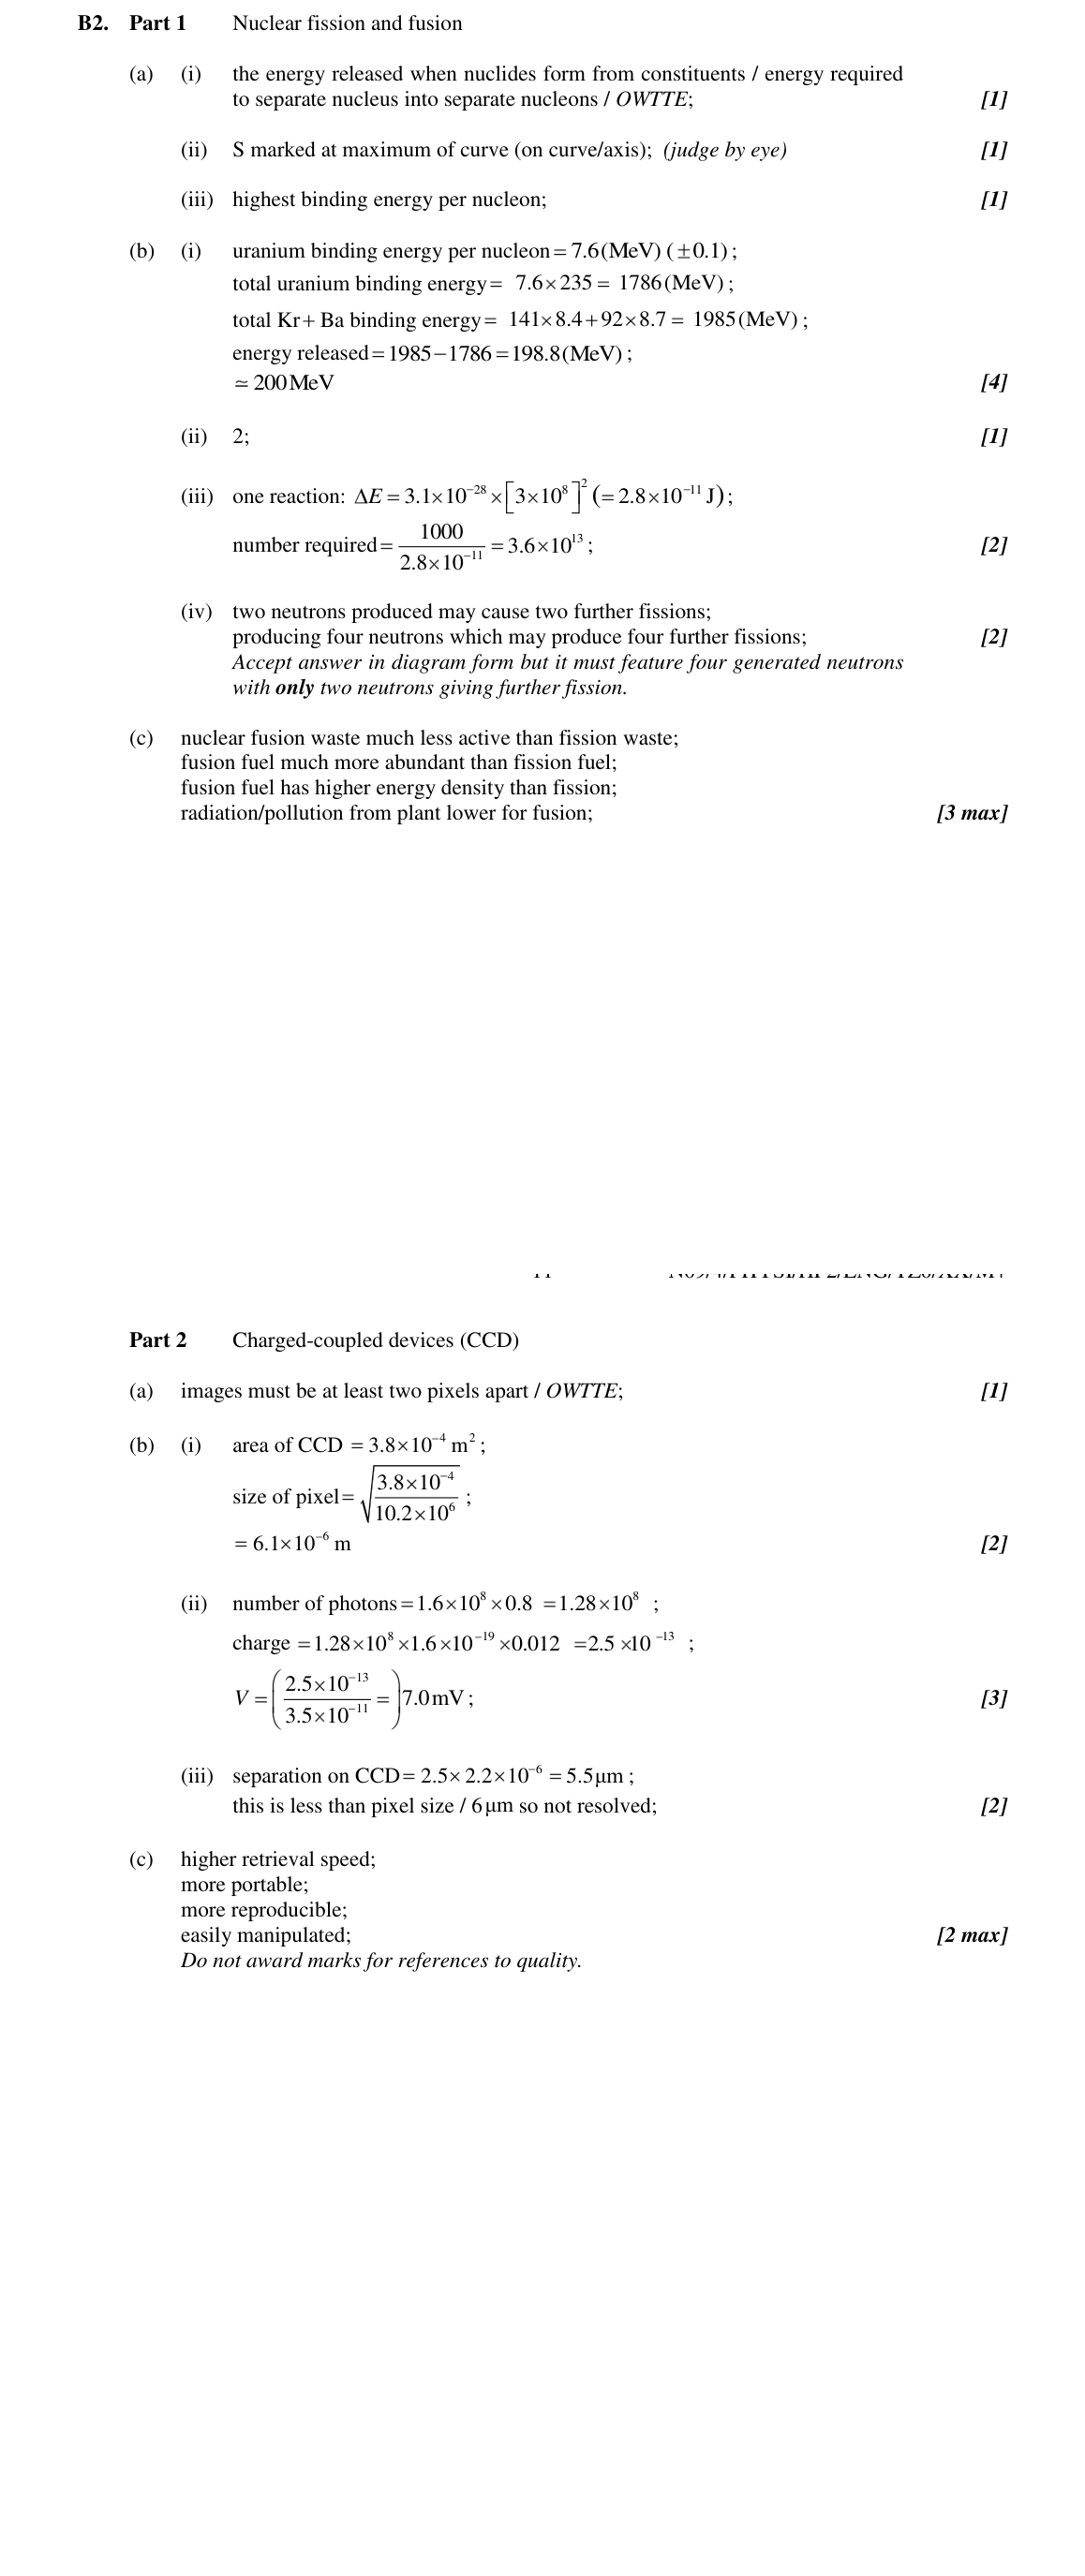 B2. Part 1 Nuclear fission and fusion
(a) (i) the energy released when nuclides form from constituents / energy required
to separate nucleus into separate nucleons / OWTTE; [1]
(ii) S marked at maximum of curve (on curve/axis); (judge by eye) [1]
(iii) highest binding energy per nucleon; [1]
(b) (i) uranium binding energy per nucleon = 7.6(MeV) (±0.1);
total uranium binding energy = 7.6×235 = 1786(MeV);
total Kr + Ba binding energy = 141×8.4+92×8.7 = 1985(MeV);
energy released = 1985−1786 = 198.8(MeV);
≃ 200MeV [4]
(ii) 2; [1]
(iii) one reaction: ΔE = 3.1×10⁻²⁸ ×[3×10⁸]² (= 2.8×10⁻¹¹ J);
number required = 1000 / 2.8×10⁻¹¹ = 3.6×10¹³; [2]
(iv) two neutrons produced may cause two further fissions;
producing four neutrons which may produce four further fissions; [2]
Accept answer in diagram form but it must feature four generated neutrons
with only two neutrons giving further fission.
(c) nuclear fusion waste much less active than fission waste;
fusion fuel much more abundant than fission fuel;
fusion fuel has higher energy density than fission;
radiation/pollution from plant lower for fusion; [3 max]
Part 2 Charged-coupled devices (CCD)
(a) images must be at least two pixels apart / OWTTE; [1]
(b) (i) area of CCD = 3.8×10⁻⁴ m²;
size of pixel = √(3.8×10⁻⁴ / 10.2×10⁶);
= 6.1×10⁻⁶ m [2]
(ii) number of photons = 1.6×10⁸ ×0.8 = 1.28×10⁸ ;
charge = 1.28×10⁸ ×1.6×10⁻¹⁹ ×0.012 = 2.5 ×10⁻¹³ ;
V = (2.5×10⁻¹³ / 3.5×10⁻¹¹ =) 7.0mV; [3]
(iii) separation on CCD = 2.5× 2.2×10⁻⁶ = 5.5μm;
this is less than pixel size / 6μm so not resolved; [2]
(c) higher retrieval speed;
more portable;
more reproducible;
easily manipulated; [2 max]
Do not award marks for references to quality.